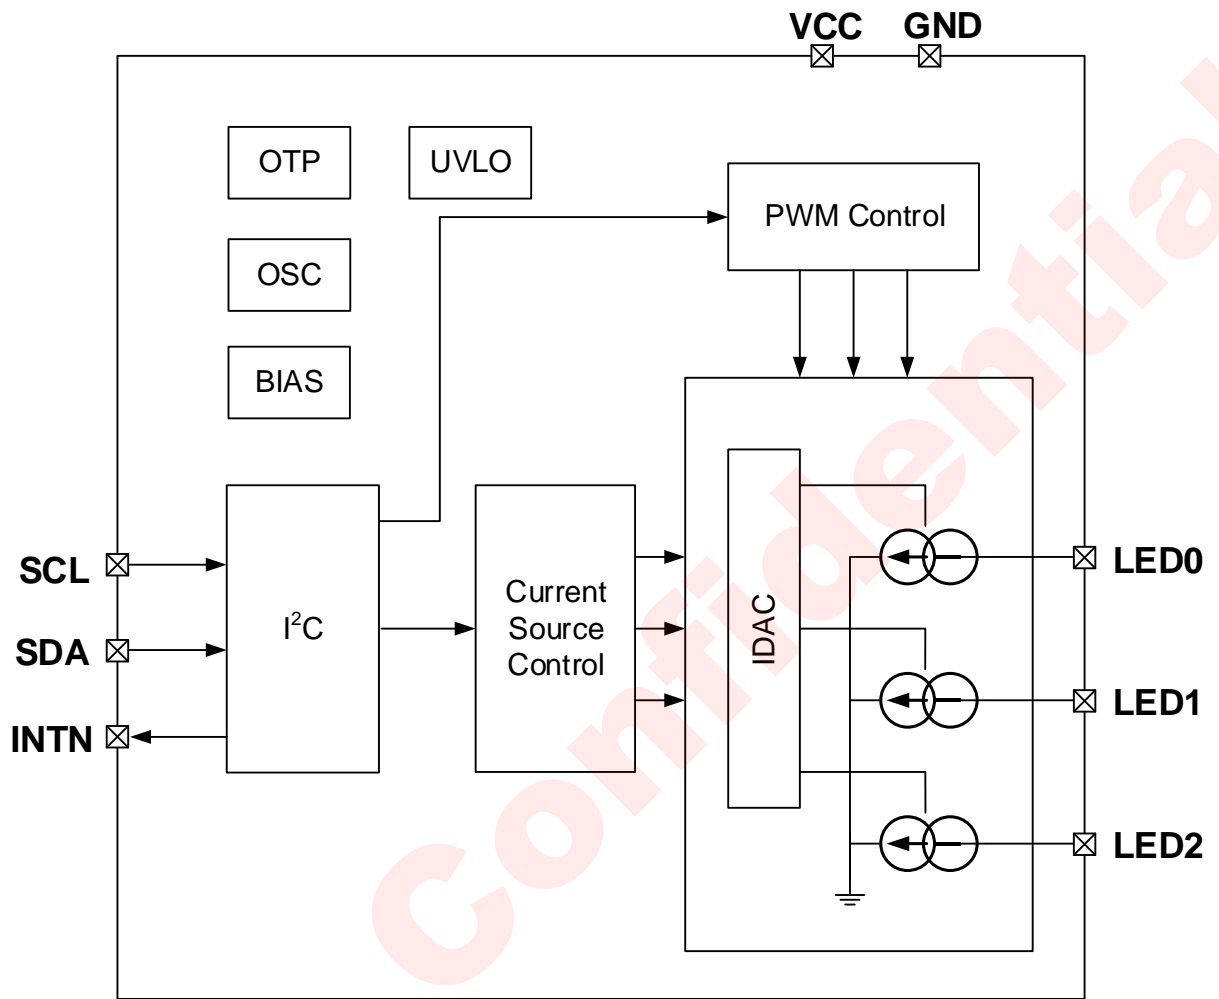 VCC GND
OTP UVLO
PWM Control
OSC
BIAS
SCL
SDA
INTN
I²C
Current
Source
Control
IDAC
LED0
LED1
LED2
Confidential